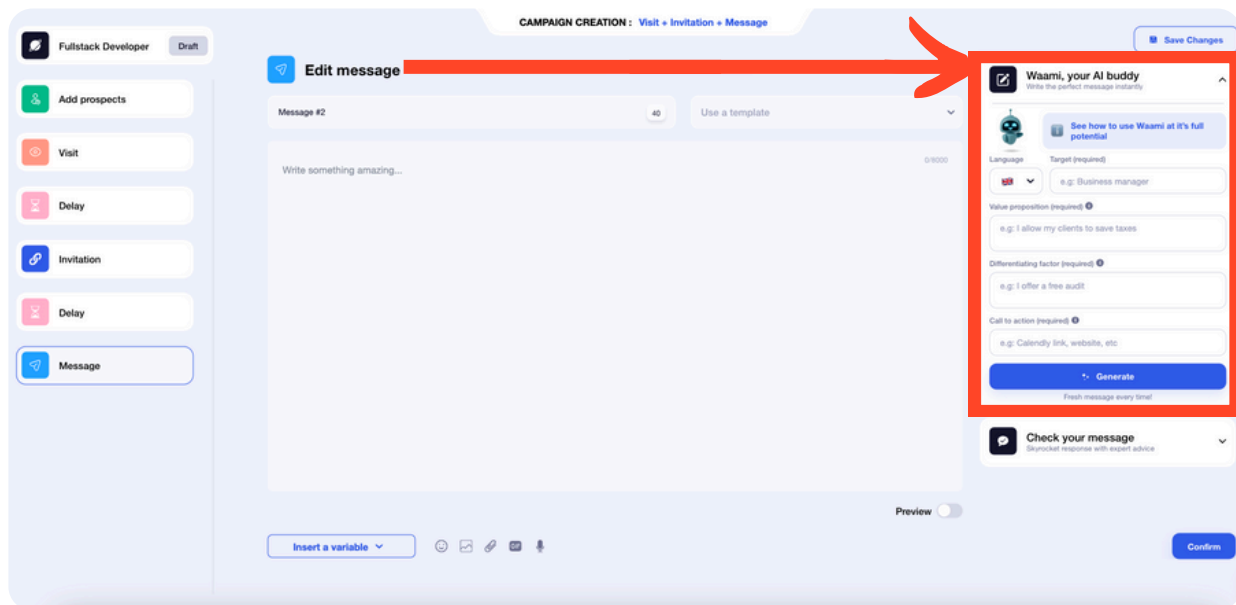 CAMPAIGN CREATION : Visit + Invitation + Message
Fullstack Developer
Draft
Add prospects
Visit
Delay
Invitation
Delay
Message
Edit message
Message #2
40
Use a template
Write something amazing...
0/8000
Preview
Insert a variable
GIF
Save Changes
Waami, your AI buddy
Write the perfect message instantly
See how to use Waami at it's full
potential
Language
Target (required)
e.g: Business manager
Value proposition (required)
e.g: I allow my clients to save taxes
Differentiating factor (required)
e.g: I offer a free audit
Call to action (required)
e.g: Calendly link, website, etc
Generate
Fresh message every time!
Check your message
Skyrocket response with expert advice
Confirm